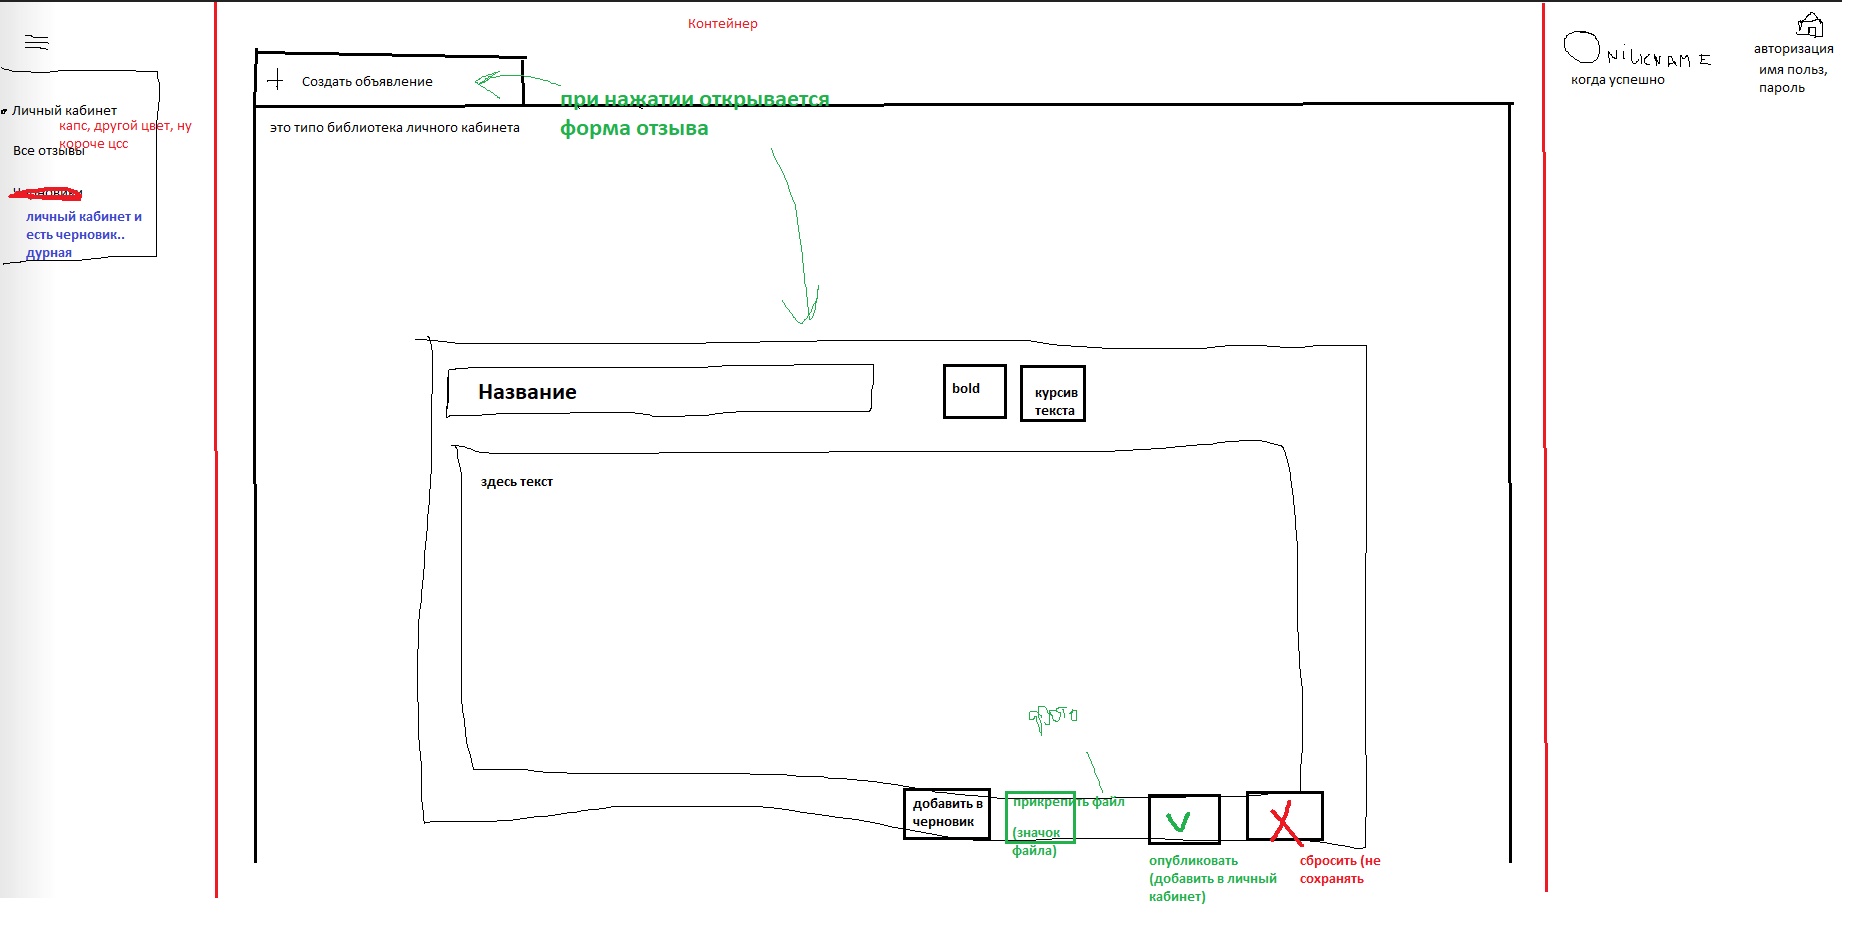 Контейнер
NICKNAME
когда успешно
авторизация
имя польз,
пароль
Личный кабинет
капс, другой цвет, ну
короче цсс
Все отзывы
Черновики
личный кабинет и
есть черновик..
дурная
Создать объявление
при нажатии открывается
форма отзыва
это типо библиотека личного кабинета
Название
bold
курсив
текста
здесь текст
фото
добавить в
черновик
прикрепить файл
(значок
файла)
опубликовать
(добавить в личный
кабинет)
сбросить (не
сохранять